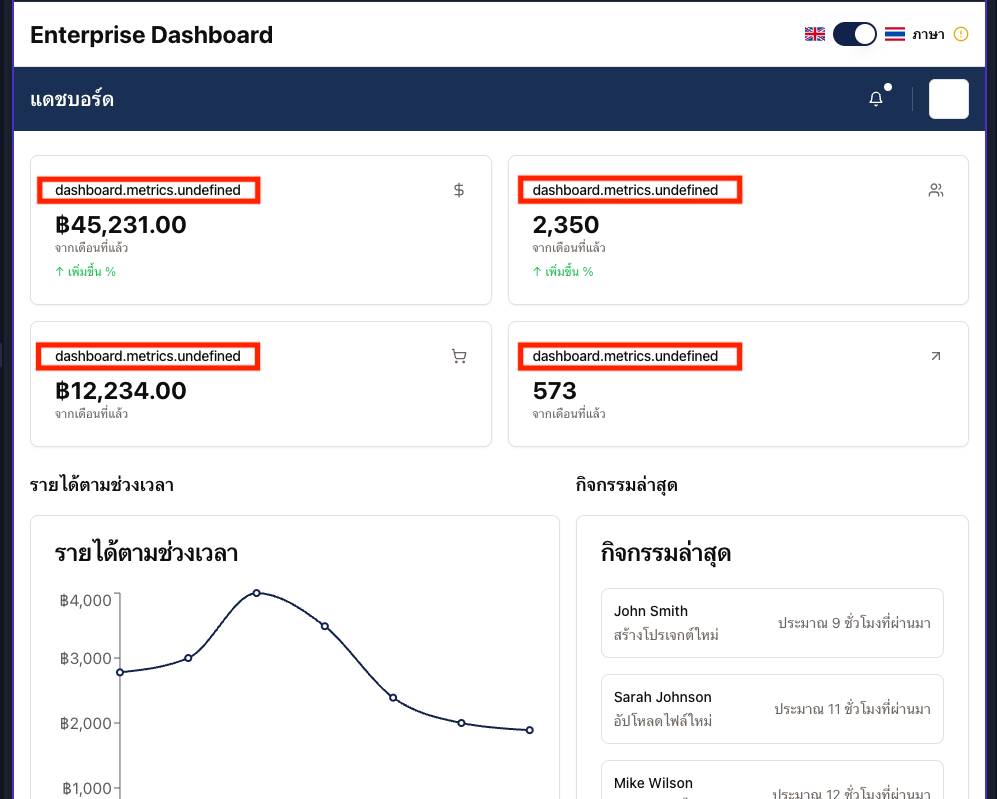 Enterprise Dashboard
ภาษา
แดชบอร์ด
dashboard.metrics.undefined
฿45,231.00
จากเดือนที่แล้ว
↑ เพิ่มขึ้น %
dashboard.metrics.undefined
2,350
จากเดือนที่แล้ว
↑ เพิ่มขึ้น %
dashboard.metrics.undefined
฿12,234.00
จากเดือนที่แล้ว
dashboard.metrics.undefined
573
จากเดือนที่แล้ว
รายได้ตามช่วงเวลา
รายได้ตามช่วงเวลา
฿4,000
฿3,000
฿2,000
฿1,000
กิจกรรมล่าสุด
กิจกรรมล่าสุด
John Smith
สร้างโปรเจกต์ใหม่
ประมาณ 9 ชั่วโมงที่ผ่านมา
Sarah Johnson
อัปโหลดไฟล์ใหม่
ประมาณ 11 ชั่วโมงที่ผ่านมา
Mike Wilson
ประมาณ 12 ชั่วโมงที่ผ่านมา